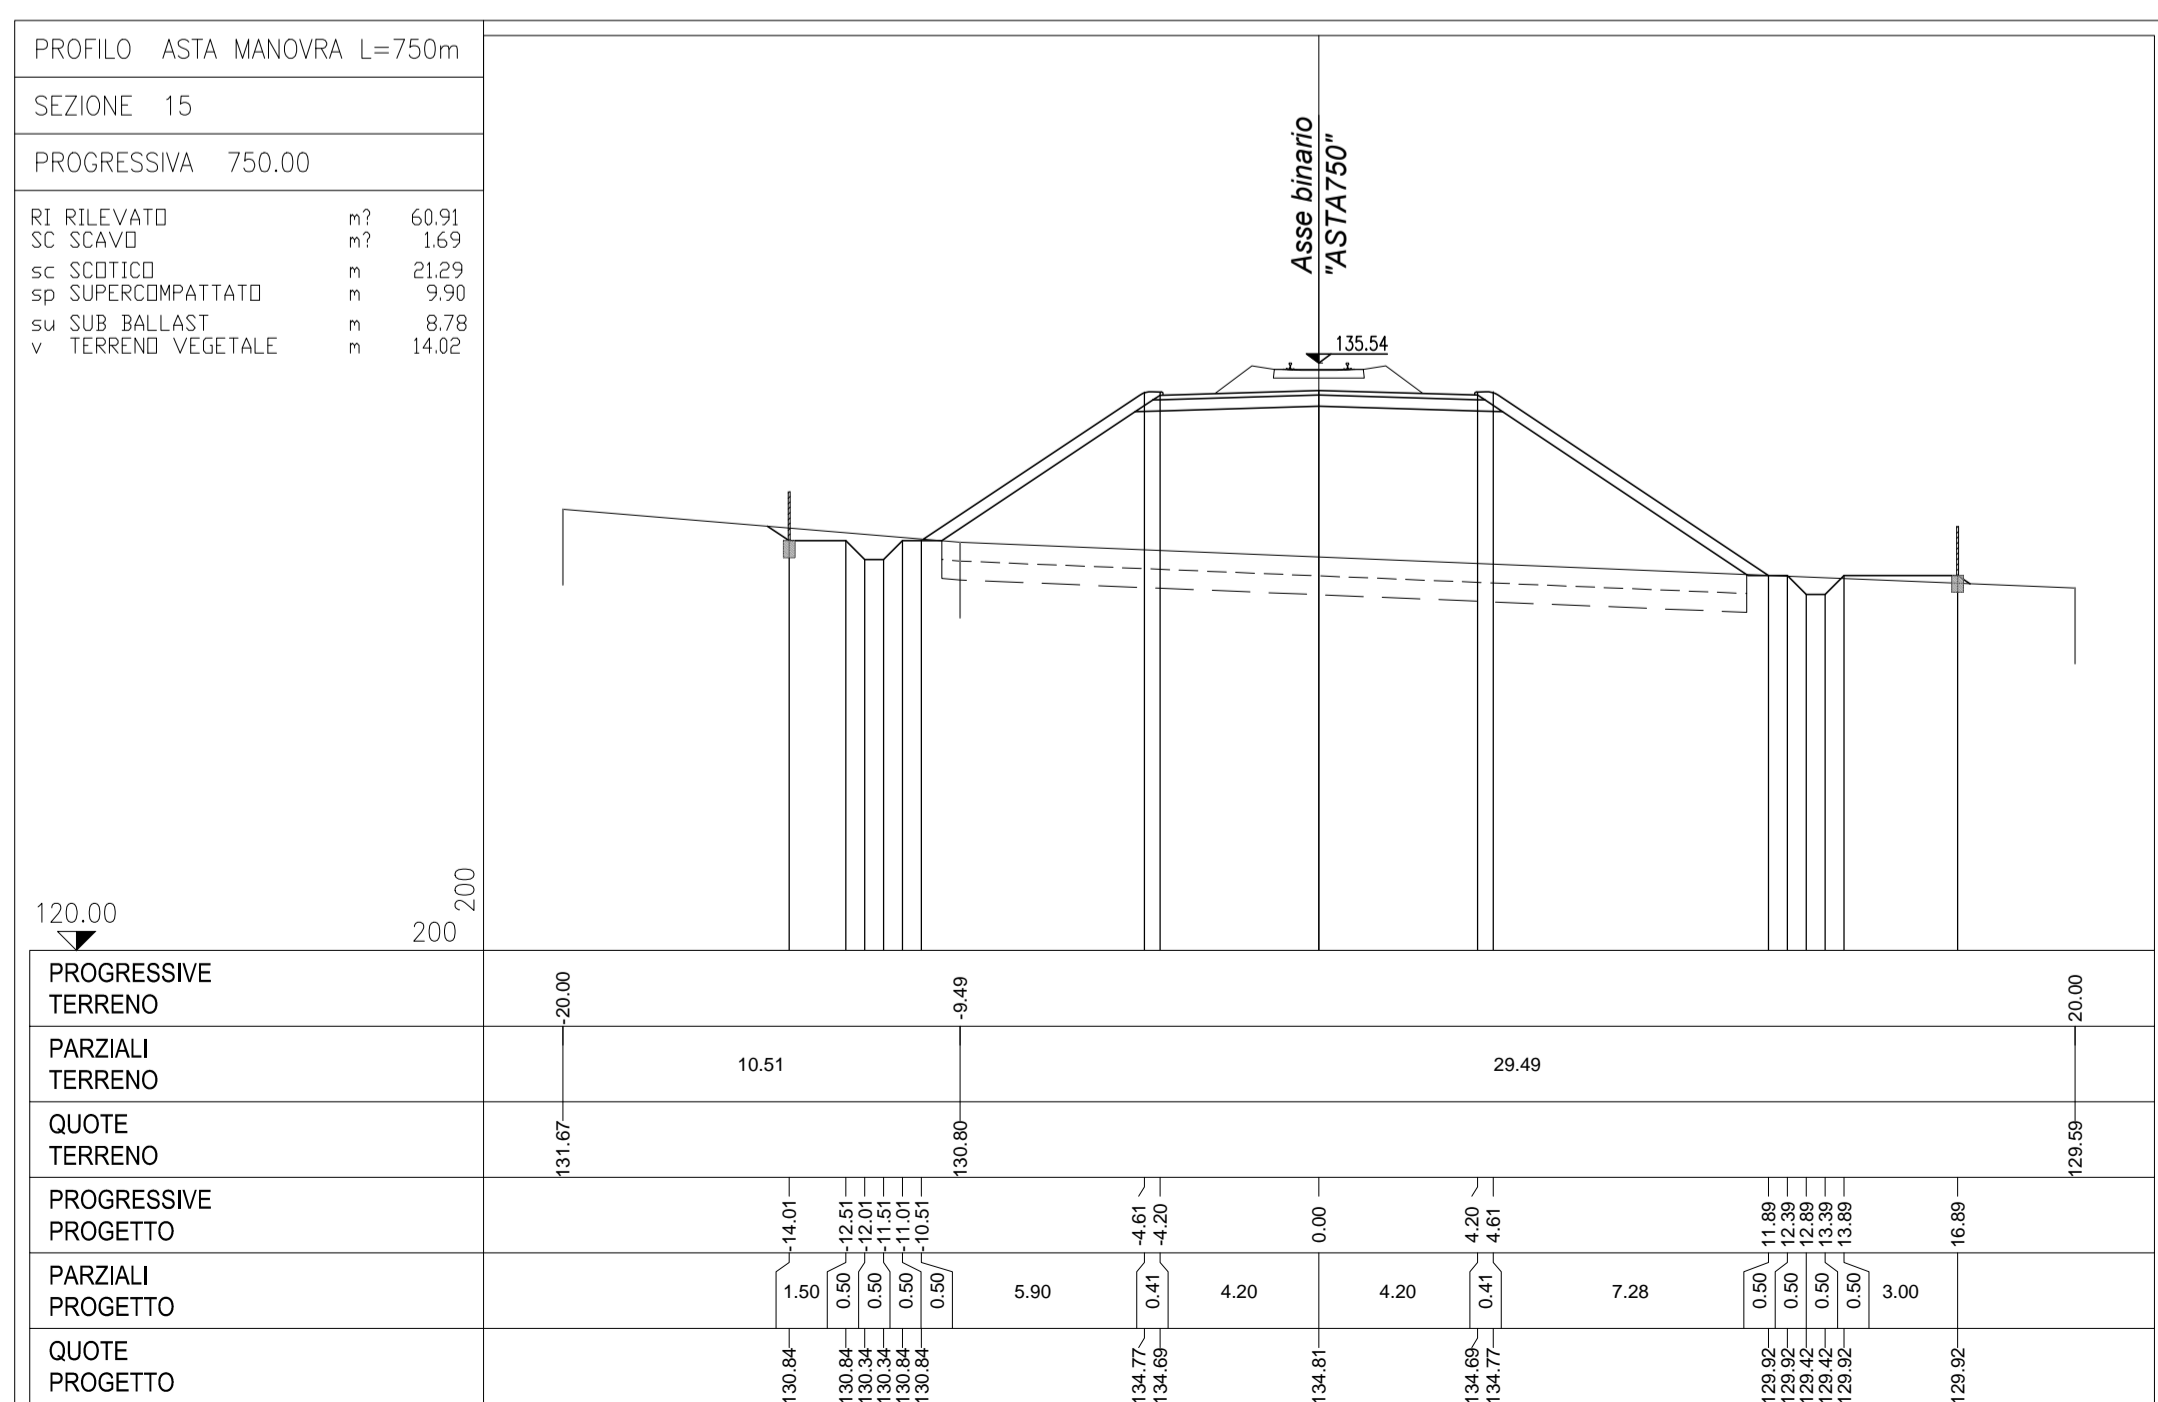 PROFILO ASTA MANOVRA L=750m
SEZIONE 15
PROGRESSIVA 750.00
RI RILEVATO m? 60.91
SC SCAVO m? 1.69
sc SCOTICO m 21.29
sp SUPERCOMPATTATO m 9.90
su SUB BALLAST m 8.78
v TERRENO VEGETALE m 14.02
Asse binario
"ASTA750"
135.54
120.00
200
200
PROGRESSIVE
TERRENO
-20.00 -9.49 20.00
PARZIALI
TERRENO
10.51 29.49
QUOTE
TERRENO
131.67 130.80 129.59
PROGRESSIVE
PROGETTO
-14.01 -12.51 -12.01 -11.51 -11.01 -10.51 -4.61 -4.20 0.00 4.20 4.61 11.89 12.39 12.89 13.39 13.89 16.89
PARZIALI
PROGETTO
1.50 0.50 0.50 0.50 0.50 5.90 0.41 4.20 4.20 0.41 7.28 0.50 0.50 0.50 0.50 3.00
QUOTE
PROGETTO
130.84 130.84 130.34 130.34 130.84 130.84 134.77 134.69 134.81 134.69 134.77 129.92 129.92 129.42 129.42 129.92 129.92